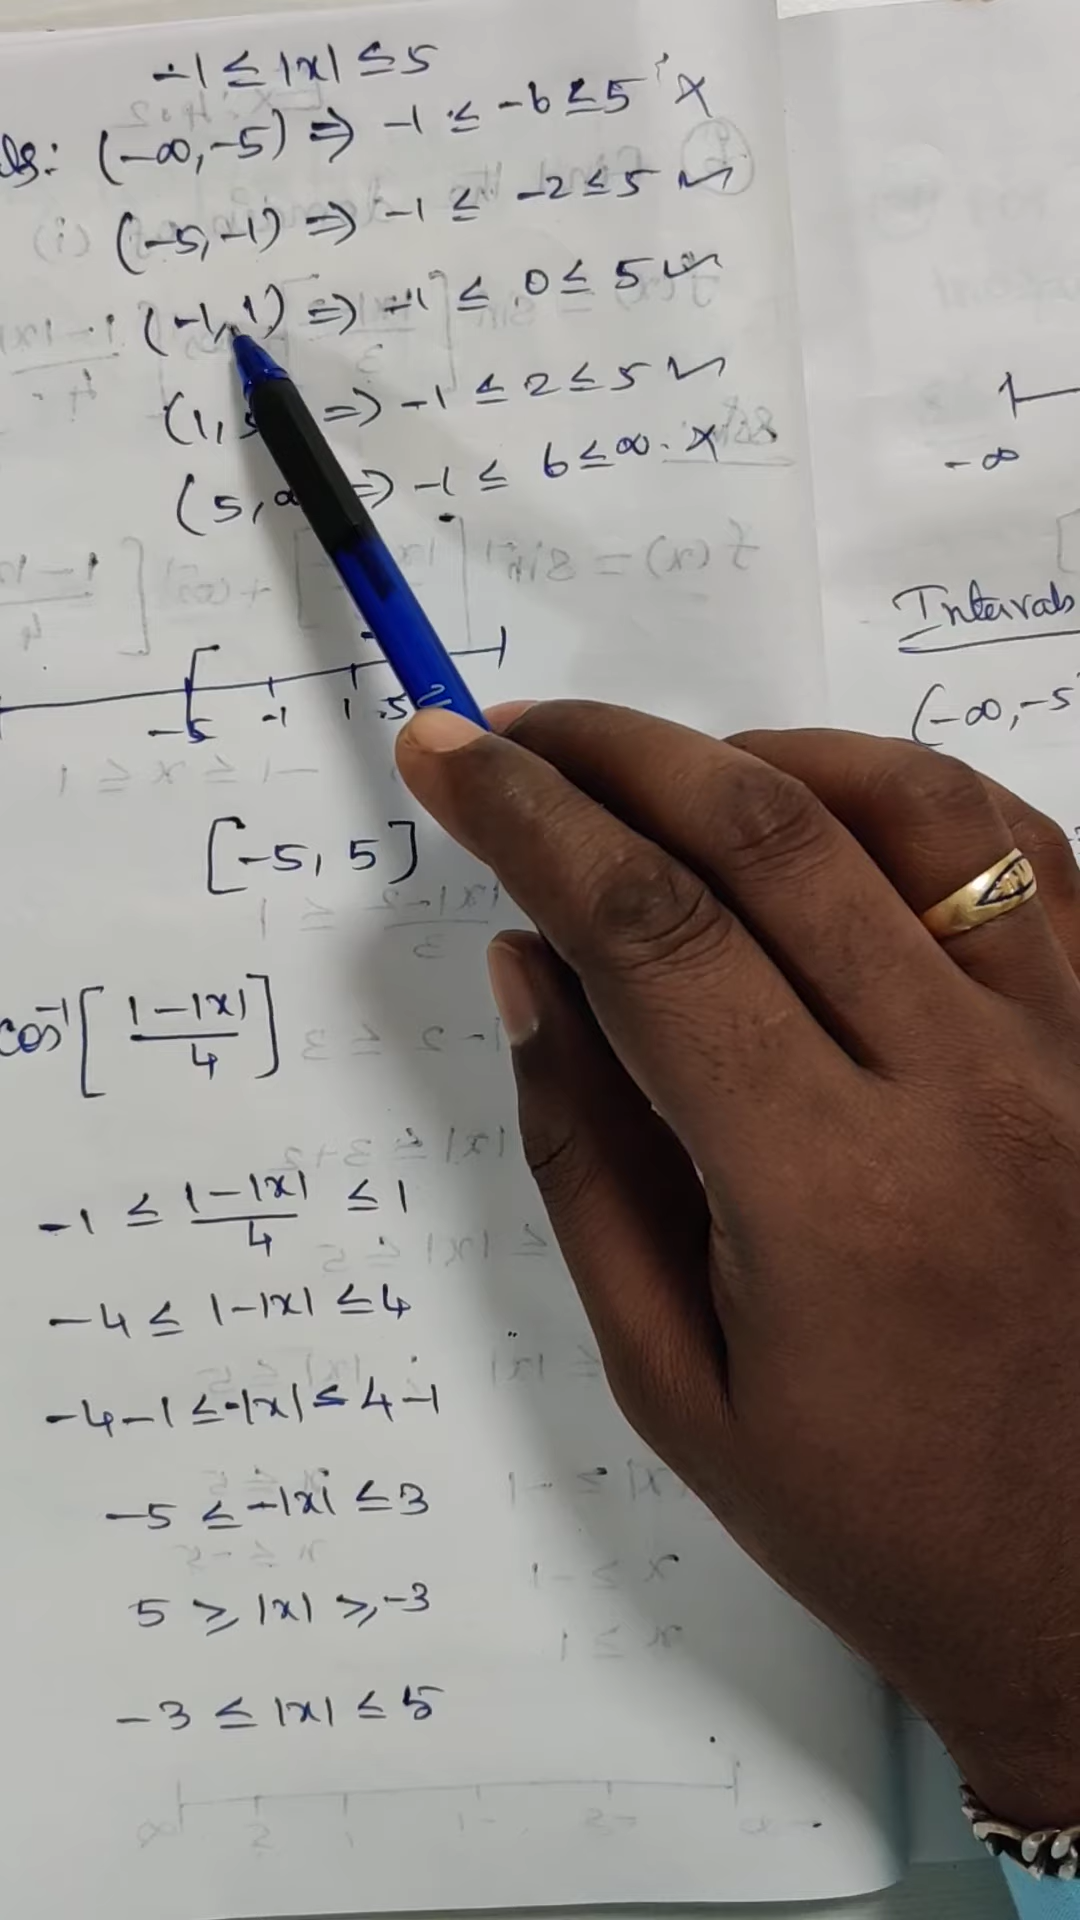 -1 ≤ |x| ≤ 5
(-∞, -5) ⇒ -1 ≤ -6 ≤ 5 ×
(-5, -1) ⇒ -1 ≤ -2 ≤ 5 ✓
(-1, 1) ⇒ -1 ≤ 0 ≤ 5 ✓
(1, 5 ⇒ -1 ≤ 2 ≤ 5 ✓
(5, ∞ ⇒ -1 ≤ 6 ≤ ∞. ×
-5 -1 1 5
[-5, 5]
cos⁻¹[(1-|x|)/4]
-1 ≤ (1-|x|)/4 ≤ 1
-4 ≤ 1-|x| ≤ 4
-4-1 ≤ -|x| ≤ 4-1
-5 ≤ -|x| ≤ 3
5 ≥ |x| ≥ -3
-3 ≤ |x| ≤ 5
-∞
Intervals
(-∞, -5